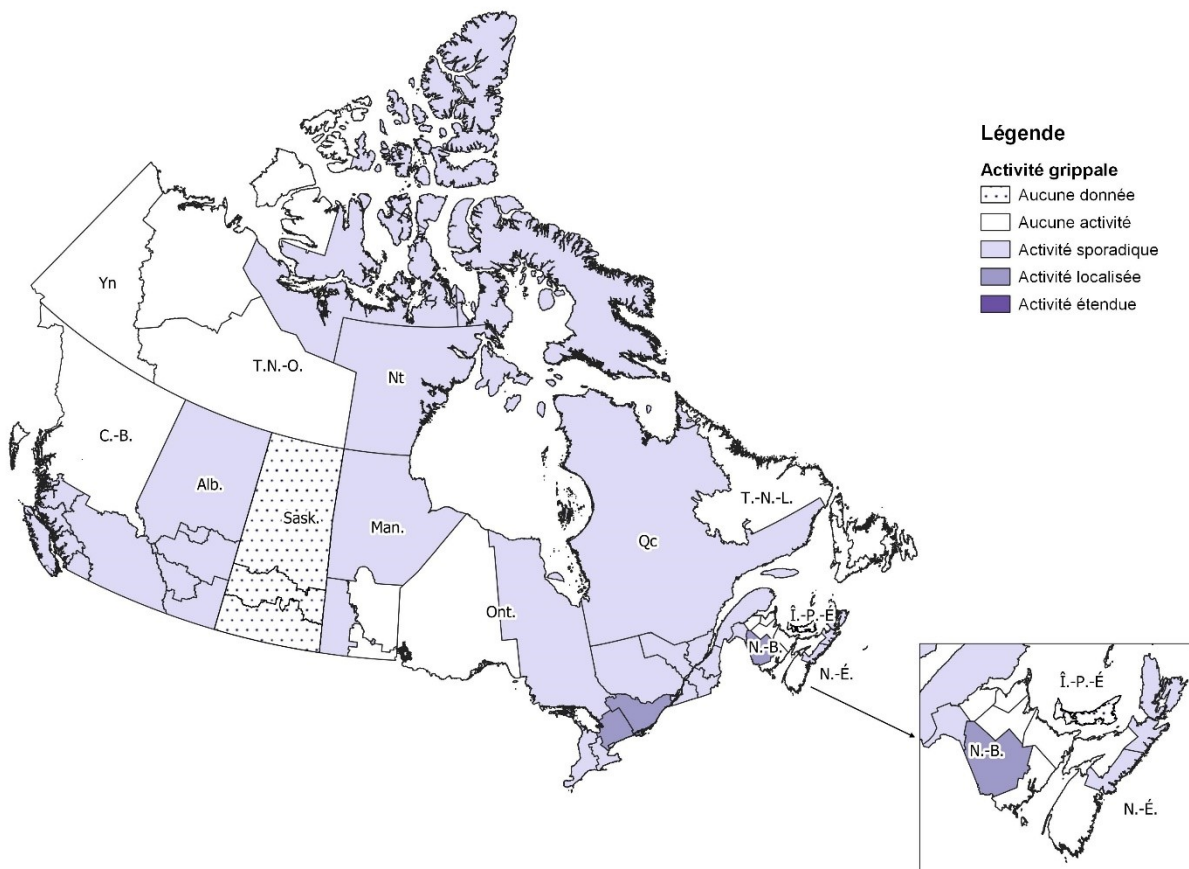 Légende
Activité grippale
Aucune donnée
Aucune activité
Activité sporadique
Activité localisée
Activité étendue
Yn
T.N.-O.
Nt
C.-B.
Alb.
Sask.
Man.
Ont.
Qc
T.-N.-L.
Î.-P.-É
N.-B.
N.-É.
Î.-P.-É
N.-B.
N.-É.